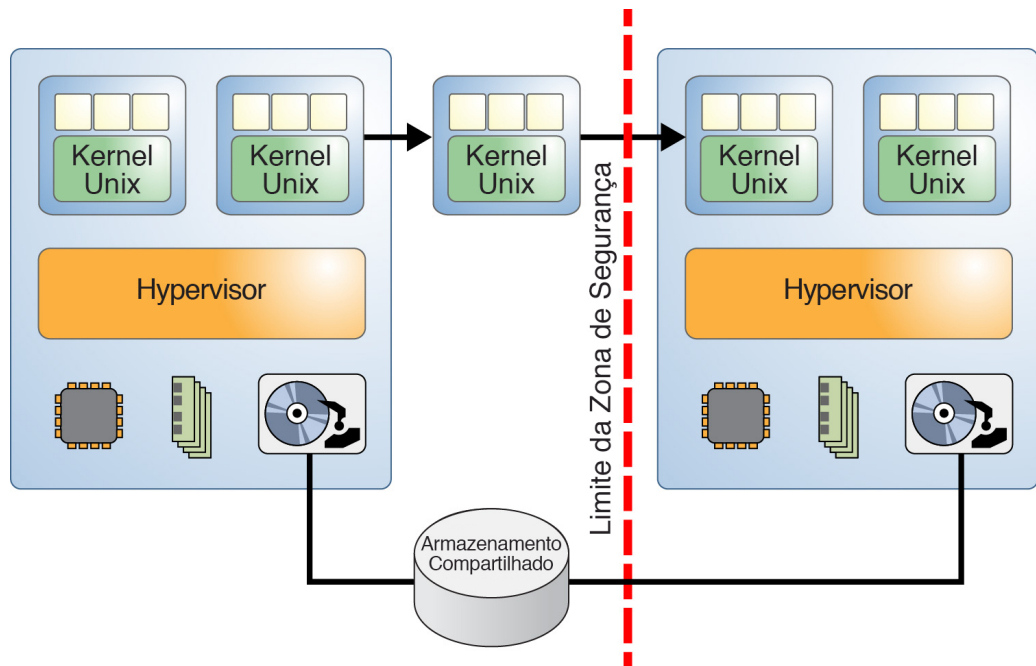 Kernel
Unix
Kernel
Unix
Kernel
Unix
Kernel
Unix
Kernel
Unix
Hypervisor
Limite da Zona de Segurança
Hypervisor
Armazenamento
Compartilhado